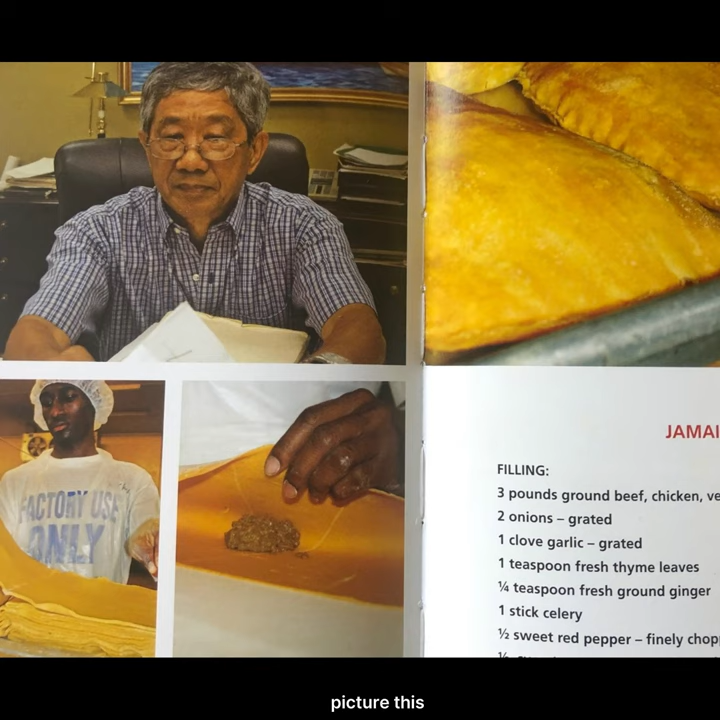 FACTORY USE
ONLY
JAMAI
FILLING:
3 pounds ground beef, chicken, ve
2 onions – grated
1 clove garlic – grated
1 teaspoon fresh thyme leaves
¼ teaspoon fresh ground ginger
1 stick celery
½ sweet red pepper – finely chop
picture this